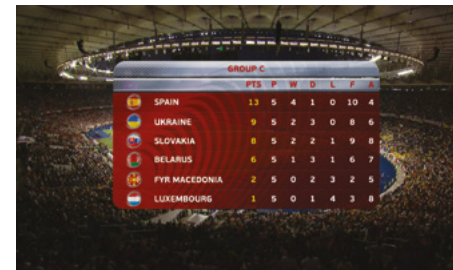 GROUP C
PTS P W D L F A
SPAIN 13 5 4 1 0 10 4
UKRAINE 9 5 2 3 0 8 6
SLOVAKIA 8 5 2 2 1 9 8
BELARUS 6 5 1 3 1 6 7
FYR MACEDONIA 2 5 0 2 3 2 5
LUXEMBOURG 1 5 0 1 4 3 8